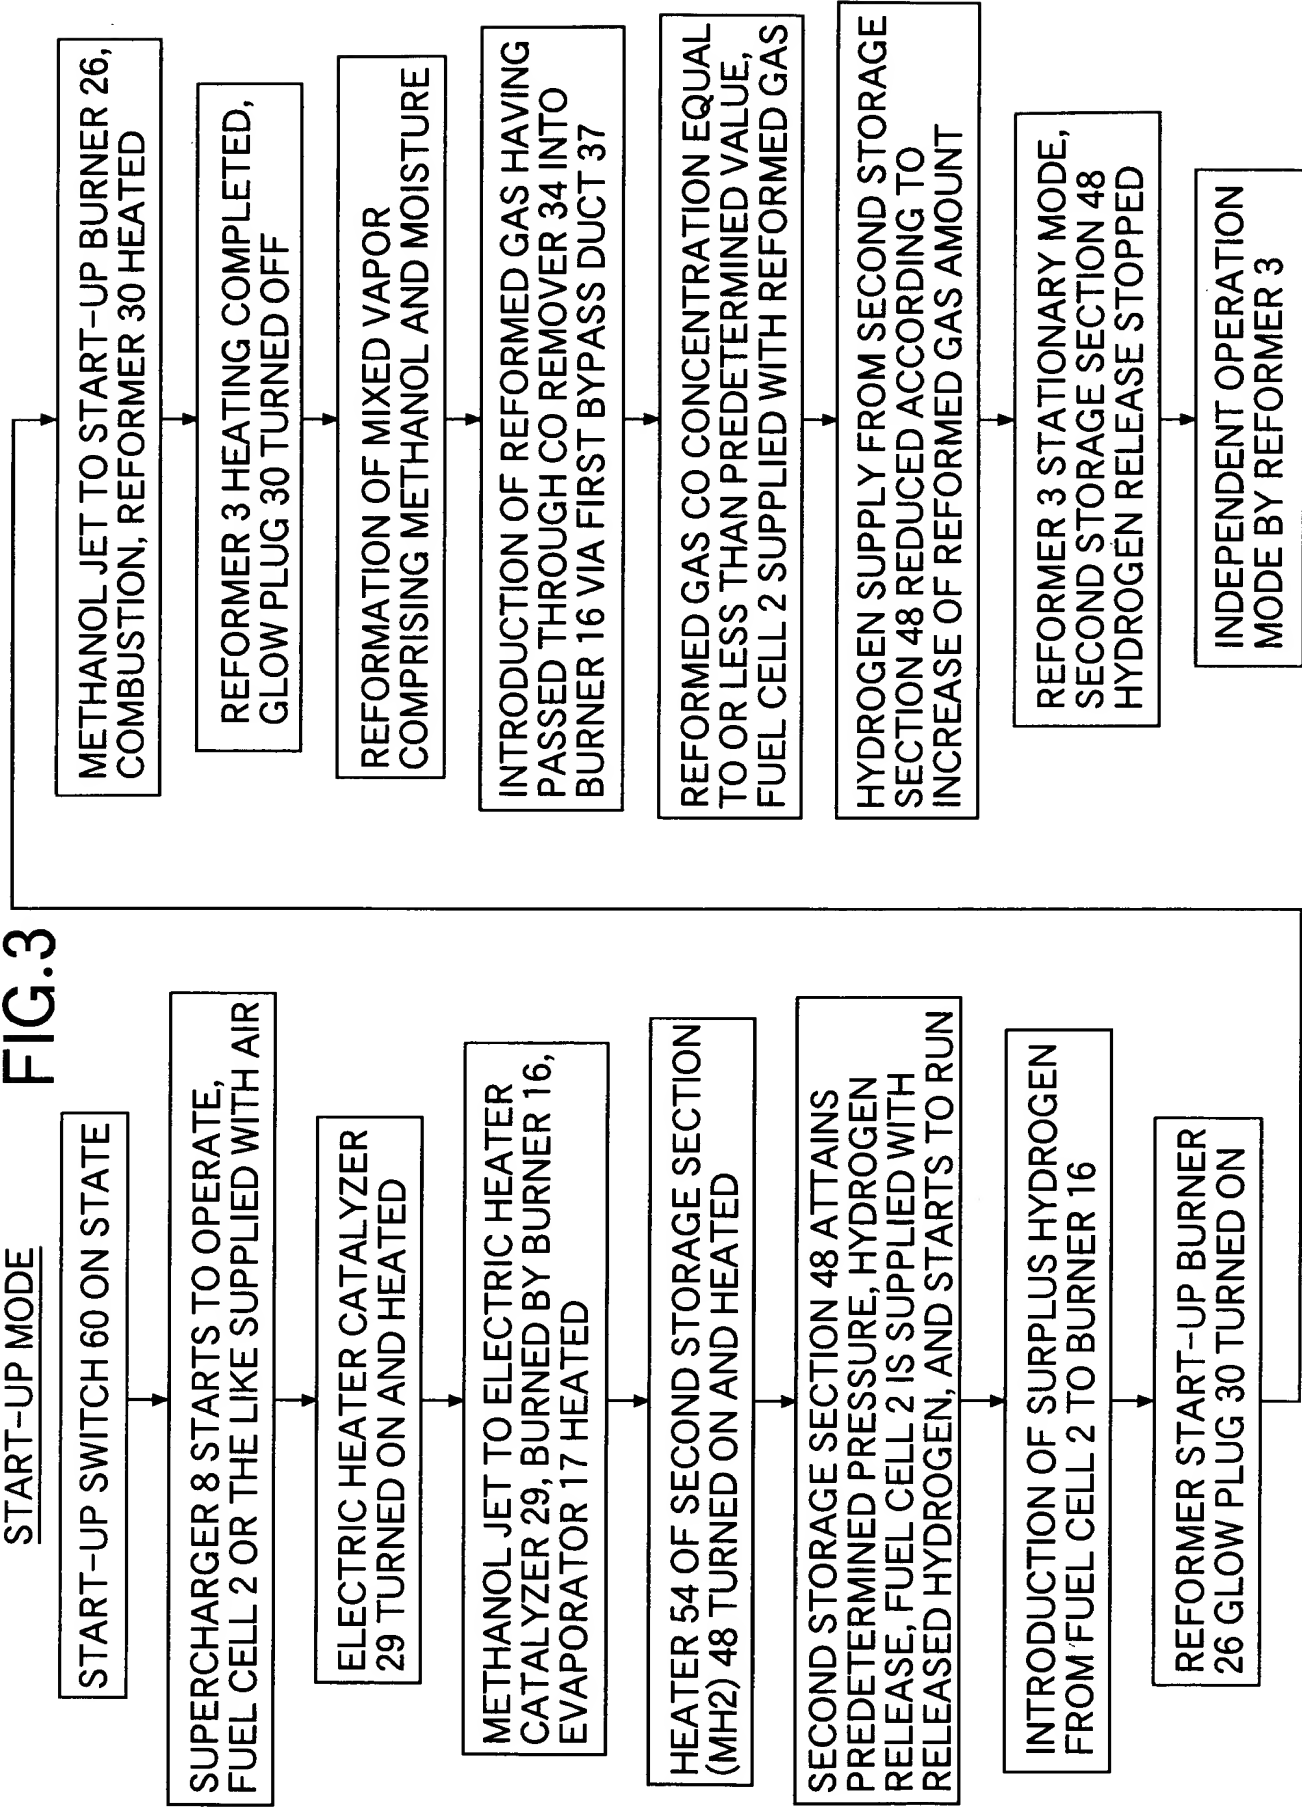 FIG.3
START-UP MODE
START-UP SWITCH 60 ON STATE
SUPERCHARGER 8 STARTS TO OPERATE,
FUEL CELL 2 OR THE LIKE SUPPLIED WITH AIR
ELECTRIC HEATER CATALYZER
29 TURNED ON AND HEATED
METHANOL JET TO ELECTRIC HEATER
CATALYZER 29, BURNED BY BURNER 16,
EVAPORATOR 17 HEATED
HEATER 54 OF SECOND STORAGE SECTION
(MH2) 48 TURNED ON AND HEATED
SECOND STORAGE SECTION 48 ATTAINS
PREDETERMINED PRESSURE, HYDROGEN
RELEASE, FUEL CELL 2 IS SUPPLIED WITH
RELEASED HYDROGEN, AND STARTS TO RUN
INTRODUCTION OF SURPLUS HYDROGEN
FROM FUEL CELL 2 TO BURNER 16
REFORMER START-UP BURNER
26 GLOW PLUG 30 TURNED ON
METHANOL JET TO START-UP BURNER 26,
COMBUSTION, REFORMER 30 HEATED
REFORMER 3 HEATING COMPLETED,
GLOW PLUG 30 TURNED OFF
REFORMATION OF MIXED VAPOR
COMPRISING METHANOL AND MOISTURE
INTRODUCTION OF REFORMED GAS HAVING
PASSED THROUGH CO REMOVER 34 INTO
BURNER 16 VIA FIRST BYPASS DUCT 37
REFORMED GAS CO CONCENTRATION EQUAL
TO OR LESS THAN PREDETERMINED VALUE,
FUEL CELL 2 SUPPLIED WITH REFORMED GAS
HYDROGEN SUPPLY FROM SECOND STORAGE
SECTION 48 REDUCED ACCORDING TO
INCREASE OF REFORMED GAS AMOUNT
REFORMER 3 STATIONARY MODE,
SECOND STORAGE SECTION 48
HYDROGEN RELEASE STOPPED
INDEPENDENT OPERATION
MODE BY REFORMER 3